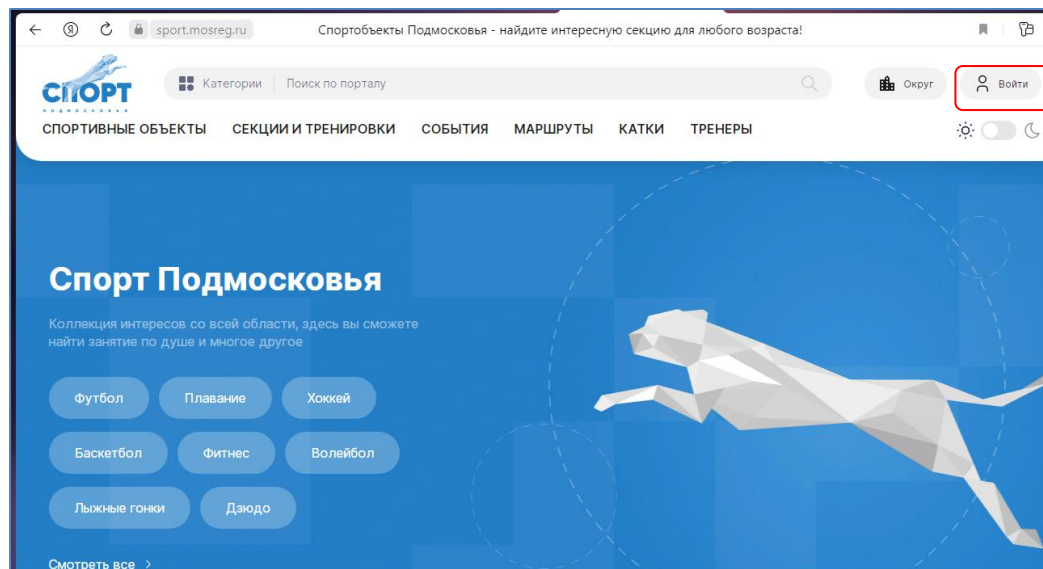 sport.mosreg.ru Спортобъекты Подмосковья - найдите интересную секцию для любого возраста!
СПОРТ
ПОДМОСКОВЬЯ
Категории Поиск по порталу Округ Войти
СПОРТИВНЫЕ ОБЪЕКТЫ СЕКЦИИ И ТРЕНИРОВКИ СОБЫТИЯ МАРШРУТЫ КАТКИ ТРЕНЕРЫ
Спорт Подмосковья
Коллекция интересов со всей области, здесь вы сможете
найти занятие по душе и многое другое
Футбол Плавание Хоккей
Баскетбол Фитнес Волейбол
Лыжные гонки Дзюдо
Смотреть все >